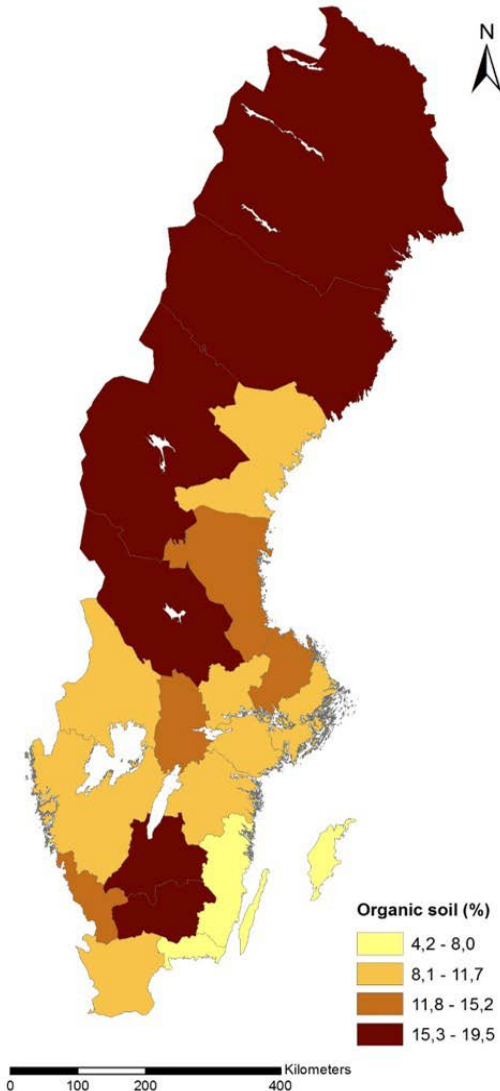 N
Organic soil (%)
4,2 - 8,0
8,1 - 11,7
11,8 - 15,2
15,3 - 19,5
Kilometers
0 100 200 400